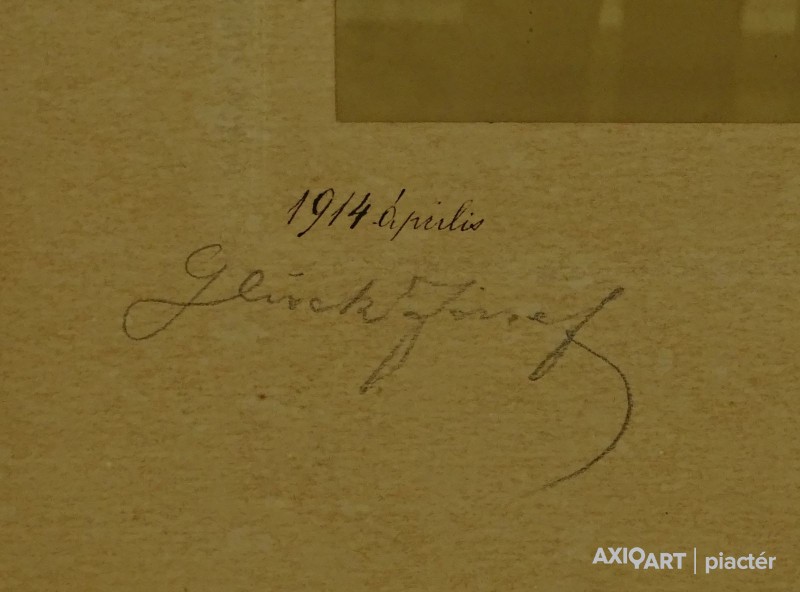 1914 április
Glück József
AXIOART | piactér